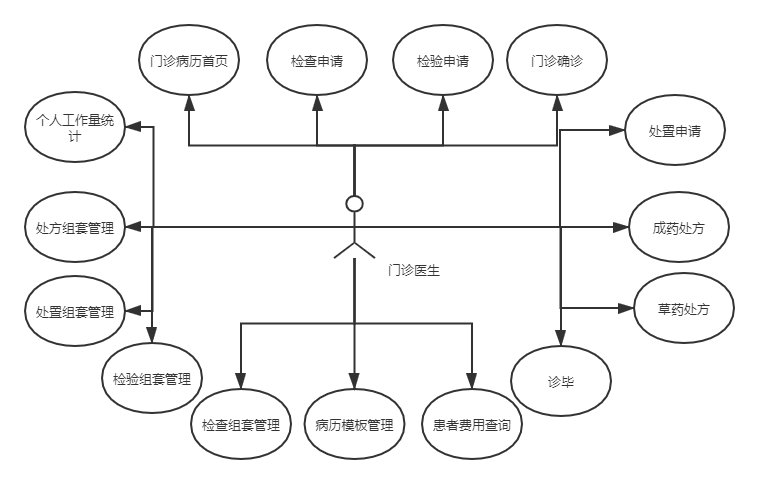 门诊病历首页
检查申请
检验申请
门诊确诊
个人工作量统
计
处置申请
处方组套管理
成药处方
门诊医生
处置组套管理
草药处方
检验组套管理
诊毕
检查组套管理
病历模板管理
患者费用查询